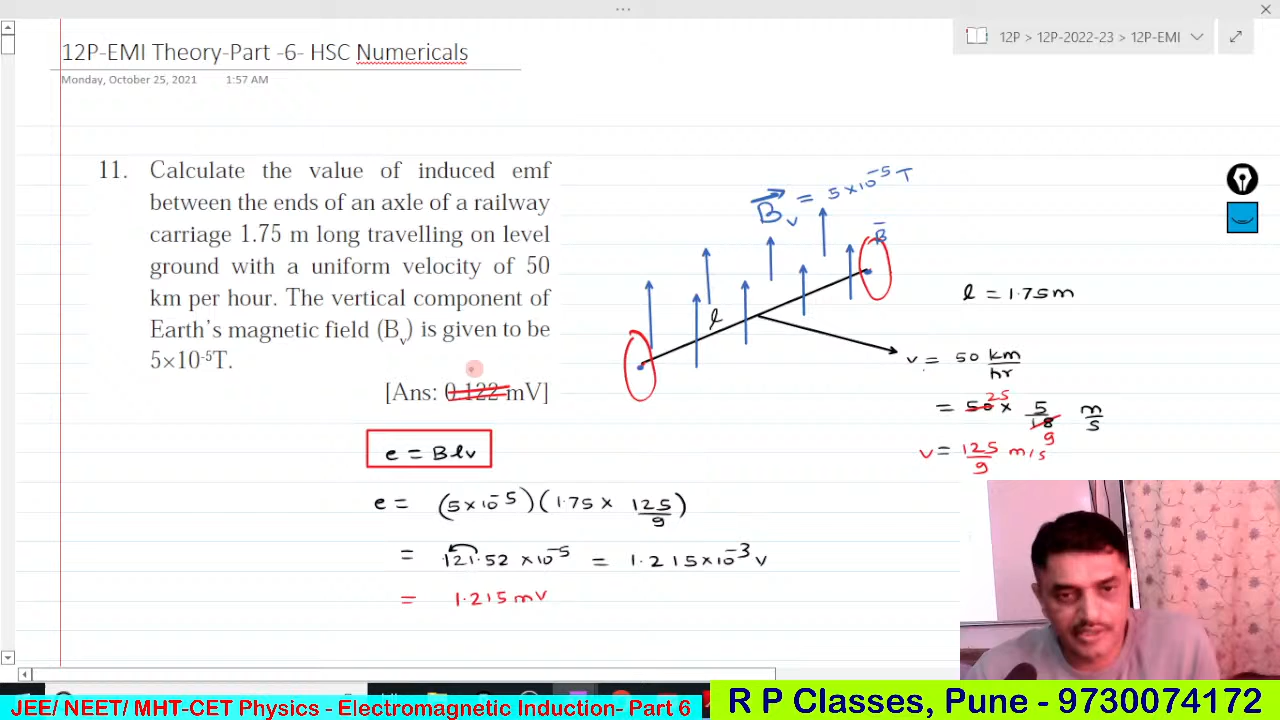 12P > 12P-2022-23 > 12P-EMI
12P-EMI Theory-Part -6- HSC Numericals
Monday, October 25, 2021 1:57 AM
11. Calculate the value of induced emf
between the ends of an axle of a railway
carriage 1.75 m long travelling on level
ground with a uniform velocity of 50
km per hour. The vertical component of
Earth's magnetic field (Bv) is given to be
5×10-5T.
[Ans: 0.122 mV]
Bv = 5×10⁻⁵ T
B
l
l = 1.75m
v = 50 km/hr
= 50 25 × 5/18 9 m/s
v = 125/9 m/s
e = Blv
e = (5×10⁻⁵)(1.75 × 125/9)
= 121.52 ×10⁻⁵ = 1.215×10⁻³ v
= 1.215 mv
JEE/ NEET/ MHT-CET Physics - Electromagnetic Induction- Part 6
R P Classes, Pune - 9730074172